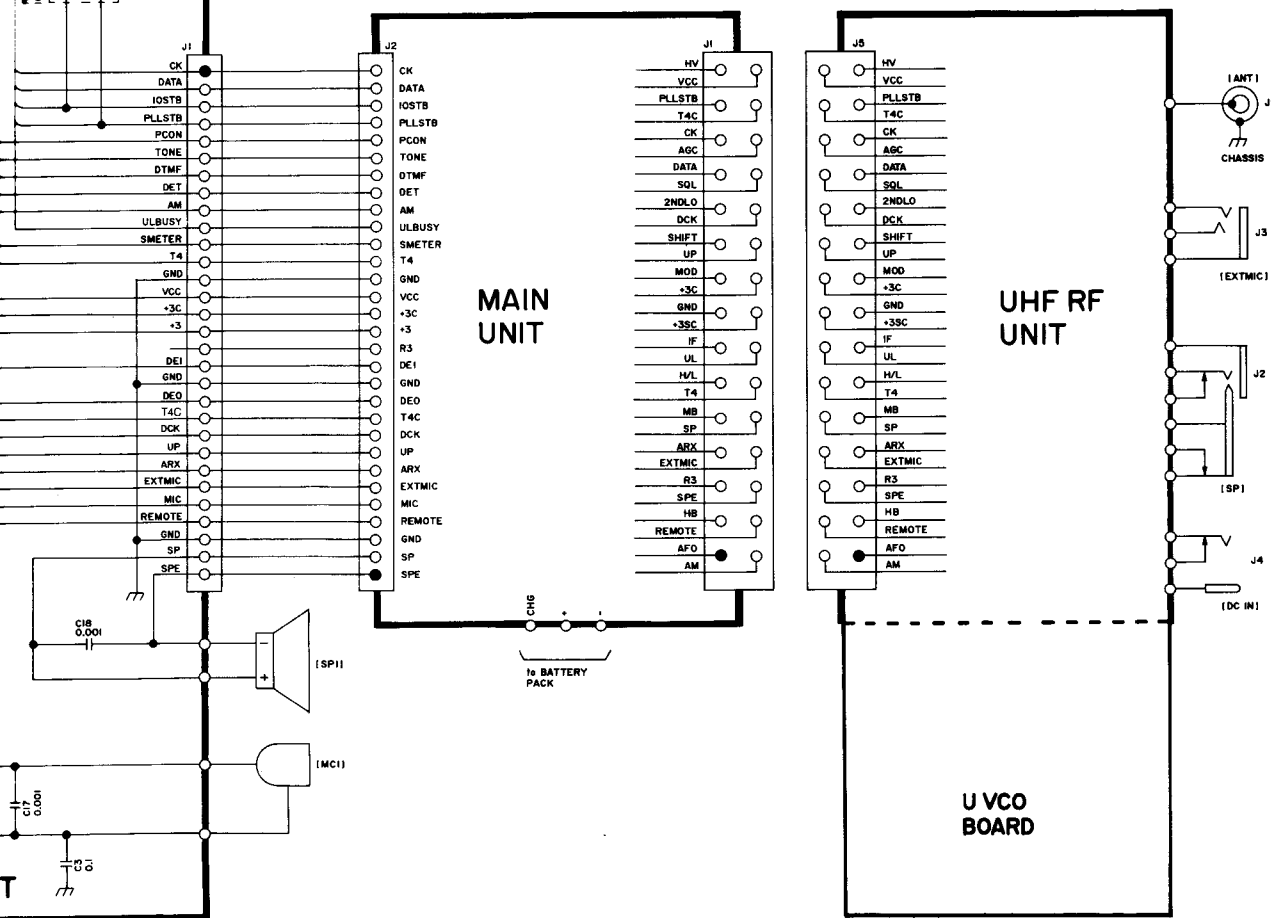 J1
CK
DATA
IOSTB
PLLSTB
PCON
TONE
DTMF
DET
AM
ULBUSY
SMETER
T4
GND
VCC
+3C
+3
DEI
GND
DEO
T4C
DCK
UP
ARX
EXTMIC
MIC
REMOTE
GND
SP
SPE
J2
CK
DATA
IOSTB
PLLSTB
PCON
TONE
DTMF
DET
AM
ULBUSY
SMETER
T4
GND
VCC
+3C
+3
R3
DEI
GND
DEO
T4C
DCK
UP
ARX
EXTMIC
MIC
REMOTE
GND
SP
SPE
MAIN
UNIT
J1
HV
VCC
PLLSTB
T4C
CK
AGC
DATA
SQL
2NDLO
DCK
SHIFT
UP
MOD
+3C
GND
+3SC
IF
UL
H/L
T4
MB
SP
ARX
EXTMIC
R3
SPE
HB
REMOTE
AFO
AM
CHG
+
-
to BATTERY
PACK
J5
HV
VCC
PLLSTB
T4C
CK
AGC
DATA
SQL
2NDLO
DCK
SHIFT
UP
MOD
+3C
GND
+3SC
IF
UL
H/L
T4
MB
SP
ARX
EXTMIC
R3
SPE
HB
REMOTE
AFO
AM
UHF RF
UNIT
[ANT]
J
CHASSIS
J3
[EXTMIC]
J2
[SP]
J4
[DC IN]
U VCO
BOARD
C18
0.001
-
+
[SP1]
[MC1]
C17
0.001
C3
0.1
T